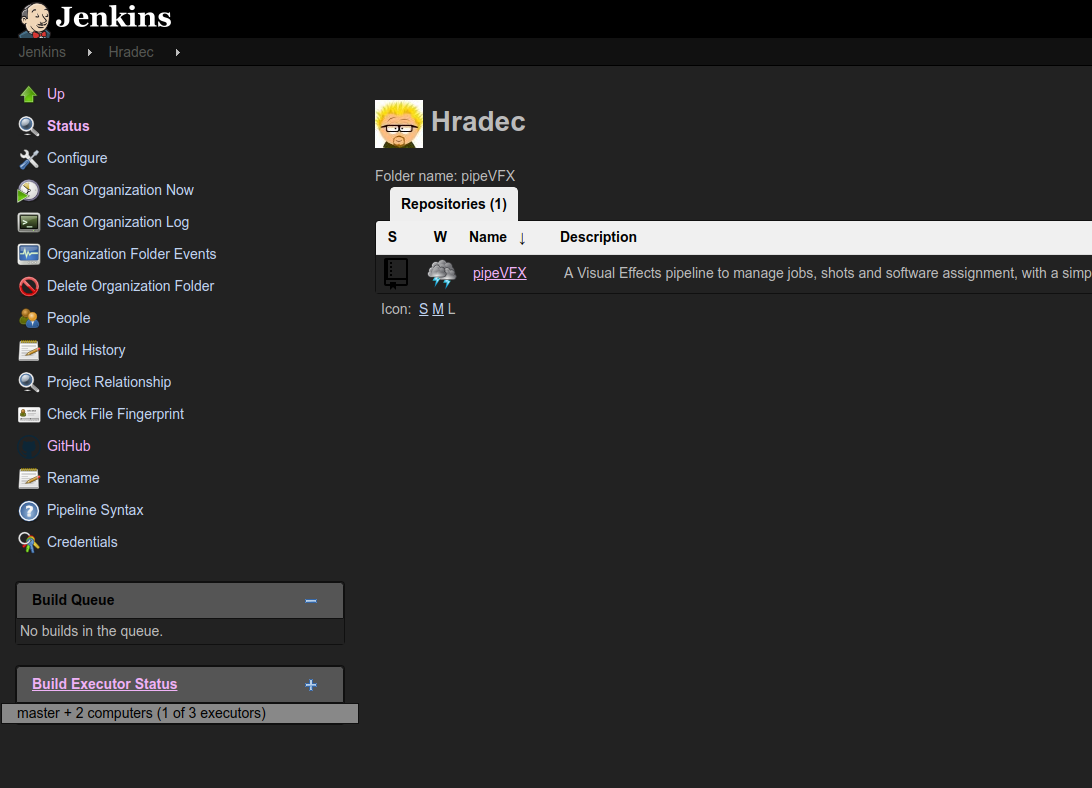 Jenkins
Jenkins Hradec
Up
Status
Configure
Scan Organization Now
Scan Organization Log
Organization Folder Events
Delete Organization Folder
People
Build History
Project Relationship
Check File Fingerprint
GitHub
Rename
Pipeline Syntax
Credentials
Build Queue
No builds in the queue.
Build Executor Status
master + 2 computers (1 of 3 executors)
Hradec
Folder name: pipeVFX
Repositories (1)
S W Name ↓ Description
pipeVFX A Visual Effects pipeline to manage jobs, shots and software assignment, with a simp
Icon: S M L